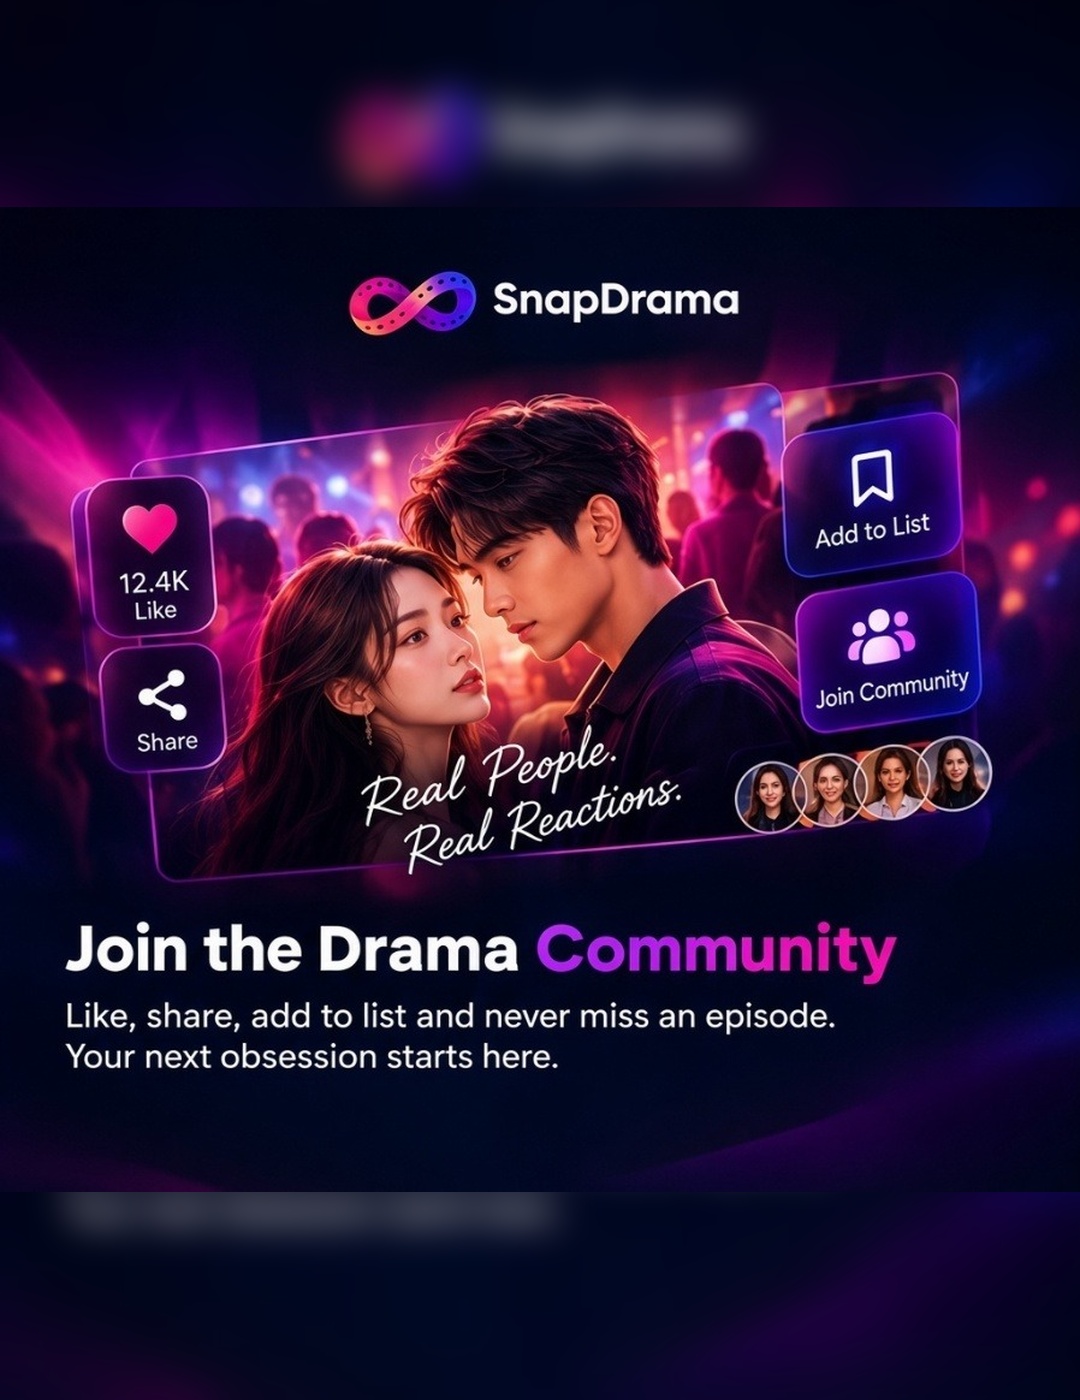 SnapDrama
12.4K
Like
Share
Add to List
Join Community
Real People.
Real Reactions.
Join the Drama Community
Like, share, add to list and never miss an episode.
Your next obsession starts here.